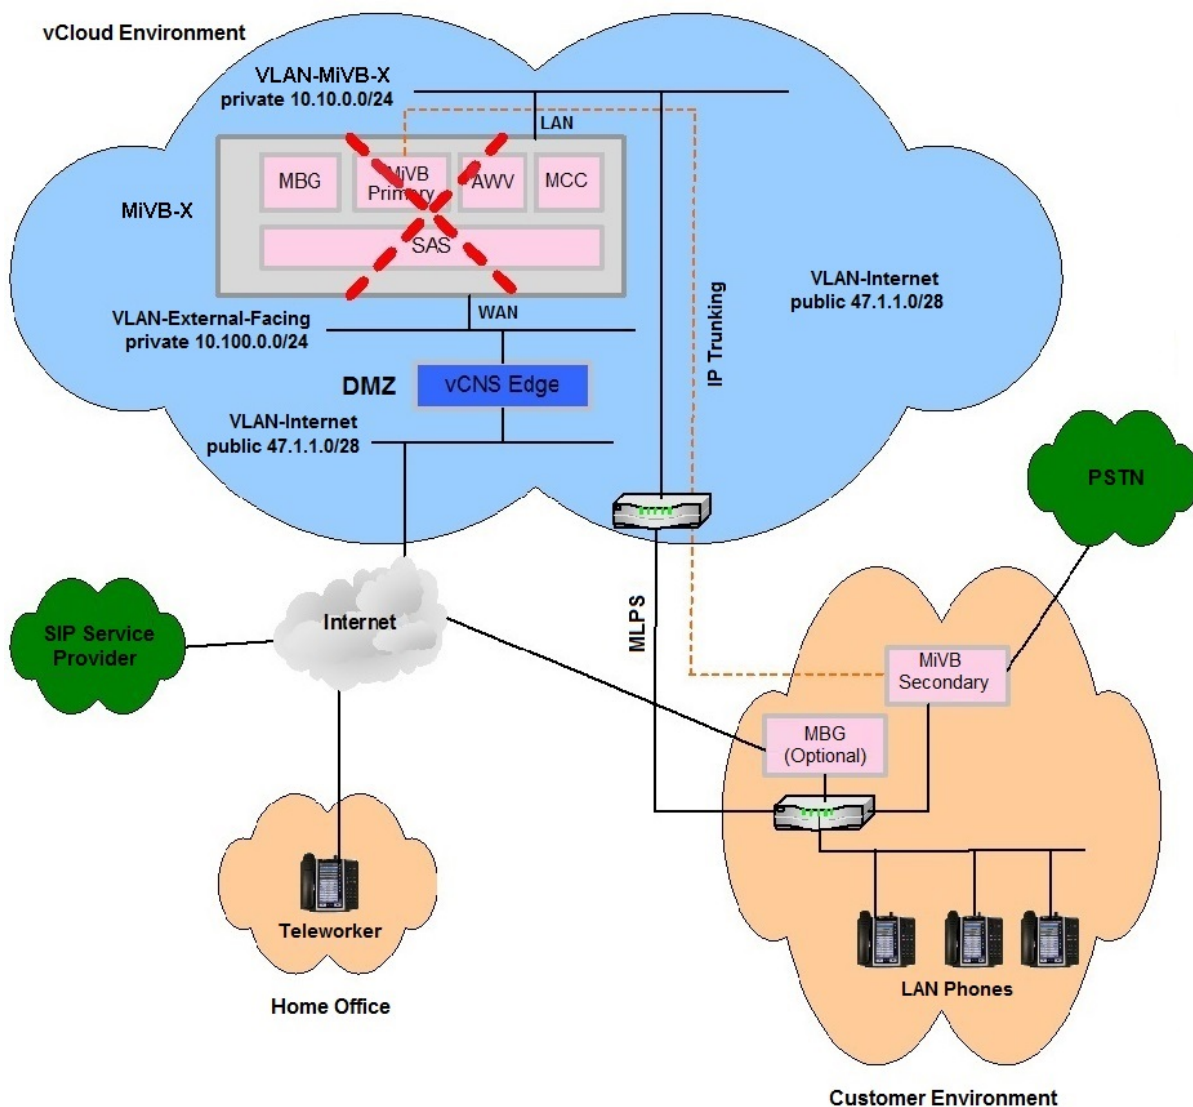 vCloud Environment
VLAN-MiVB-X
private 10.10.0.0/24
LAN
MBG
MiVB
Primary
AWV
MCC
MiVB-X
SAS
VLAN-Internet
public 47.1.1.0/28
WAN
VLAN-External-Facing
private 10.100.0.0/24
IP Trunking
DMZ
vCNS Edge
VLAN-Internet
public 47.1.1.0/28
PSTN
MLPS
Internet
SIP Service
Provider
MiVB
Secondary
MBG
(Optional)
Teleworker
Home Office
LAN Phones
Customer Environment